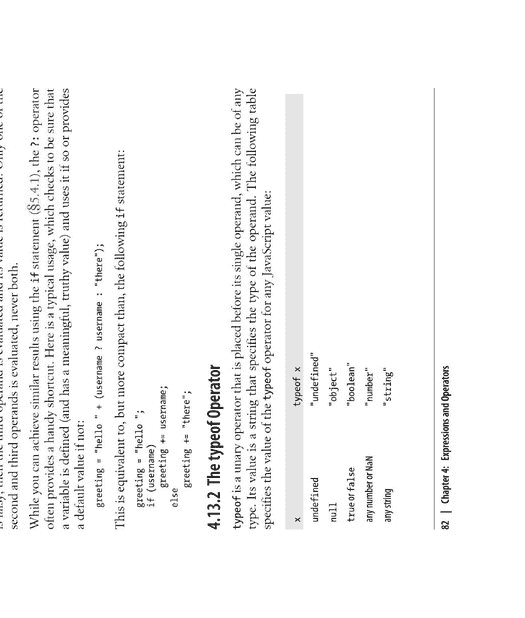 second and third operands is evaluated, never both.
While you can achieve similar results using the if statement (§5.4.1), the ?: operator
often provides a handy shortcut. Here is a typical usage, which checks to be sure that
a variable is defined (and has a meaningful, truthy value) and uses it if so or provides
a default value if not:
greeting = "hello " + (username ? username : "there");
This is equivalent to, but more compact than, the following if statement:
greeting = "hello ";
if (username)
greeting += username;
else
greeting += "there";
4.13.2 The typeof Operator
typeof is a unary operator that is placed before its single operand, which can be of any
type. Its value is a string that specifies the type of the operand. The following table
specifies the value of the typeof operator for any JavaScript value:
x typeof x
undefined "undefined"
null "object"
true or false "boolean"
any number or NaN "number"
any string "string"
82 | Chapter 4: Expressions and Operators